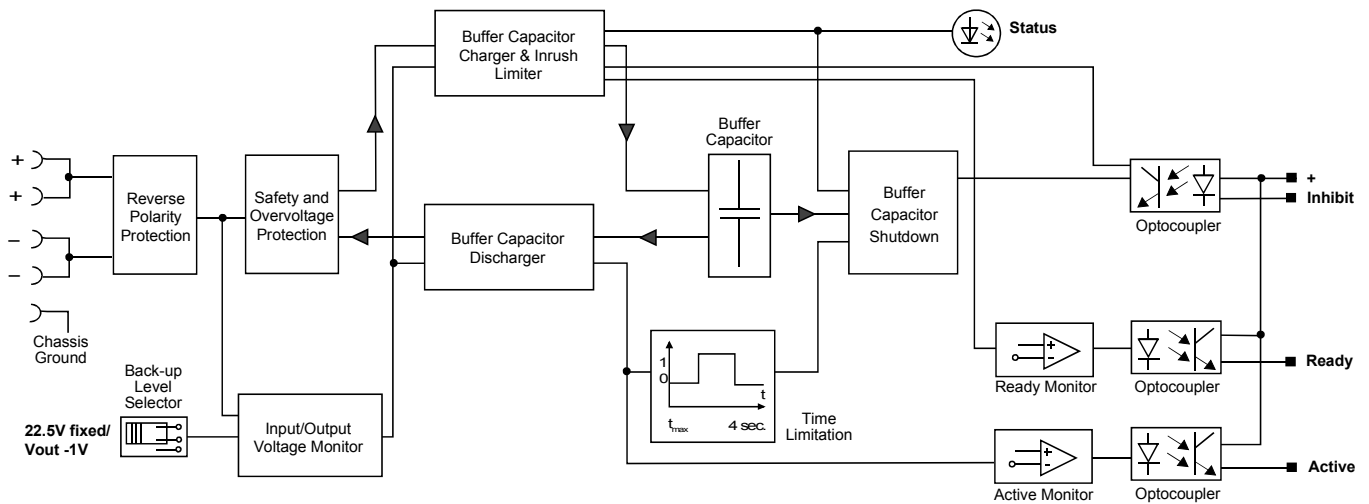 Buffer Capacitor
Charger & Inrush
Limiter
Status
Buffer
Capacitor
+
+
−
−
Chassis
Ground
Reverse
Polarity
Protection
Safety and
Overvoltage
Protection
Buffer Capacitor
Discharger
Buffer
Capacitor
Shutdown
+
Inhibit
Optocoupler
Back-up
Level
Selector
22.5V fixed/
Vout -1V
Input/Output
Voltage Monitor
1
0
t
tmax 4 sec.
Time
Limitation
+
−
Ready Monitor
Optocoupler
Ready
+
−
Active Monitor
Optocoupler
Active